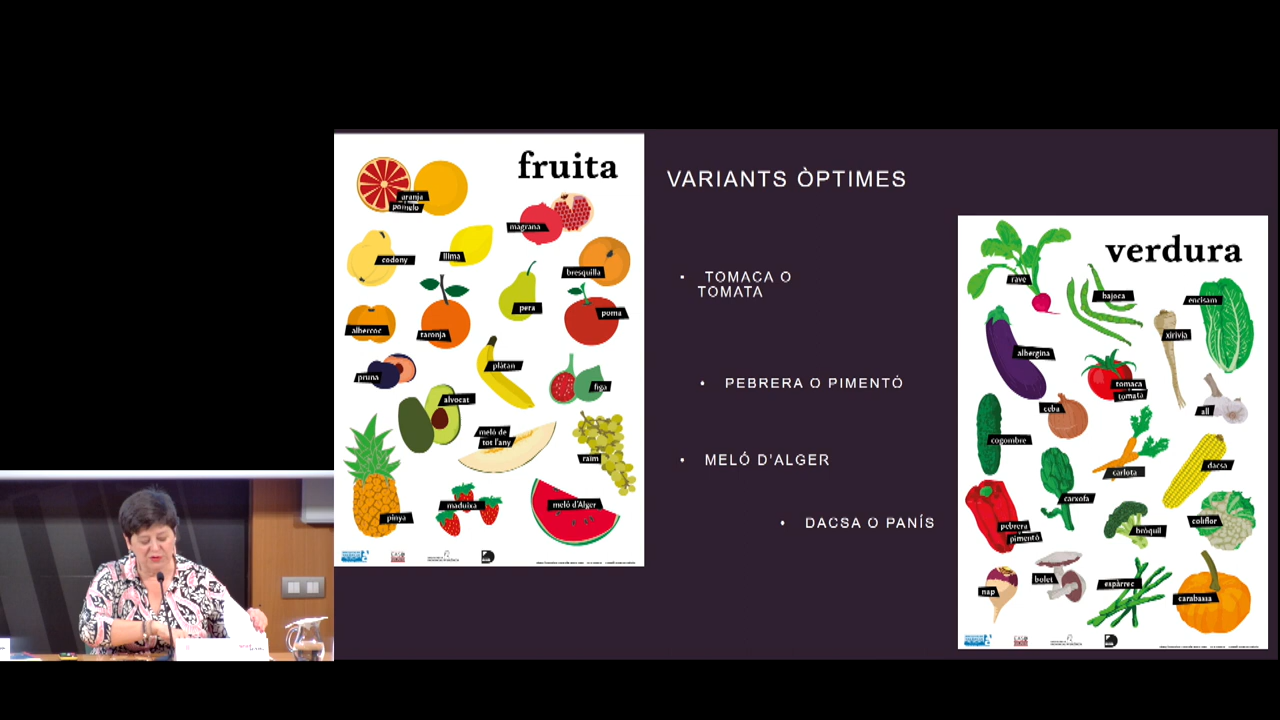 fruita
aranja
pomelo
magrana
codony
llima
bresquilla
pera
albercoc
taronja
poma
pruna
plàtan
figa
alvocat
meló de
tot l'any
raïm
pinya
maduixa
meló d'Alger
VARIANTS ÒPTIMES
• TOMACA O
TOMATA
• PEBRERA O PIMENTÓ
• MELÓ D'ALGER
• DACSA O PANÍS
verdura
rave
bajoca
encisam
xirivia
albergina
tomaca
tomata
ceba
all
cogombre
carlota
dacsa
carxofa
pebrera
pimentó
bròquil
coliflor
nap
bolet
espàrrec
carabassa